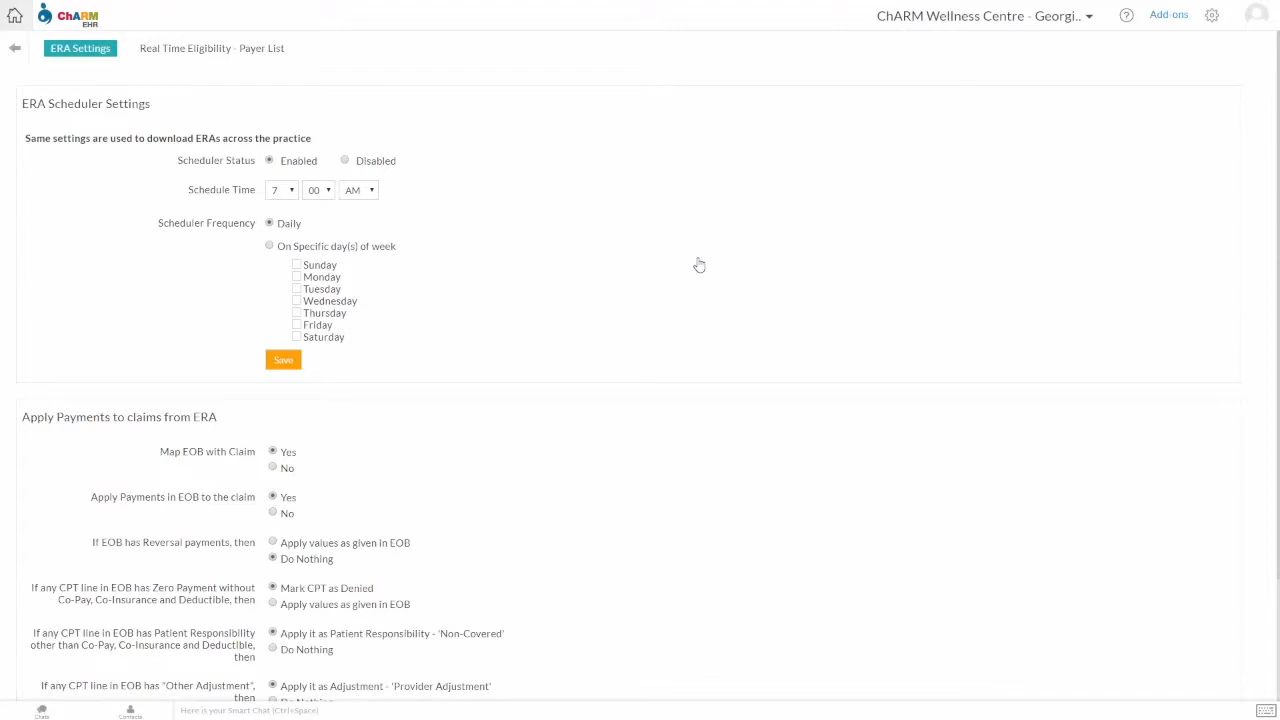 ChARM
EHR
ChARM Wellness Centre - Georgi..
Add-ons
ERA Settings
Real Time Eligibility - Payer List
ERA Scheduler Settings
Same settings are used to download ERAs across the practice
Scheduler Status
Enabled
Disabled
Schedule Time
7
00
AM
Scheduler Frequency
Daily
On Specific day(s) of week
Sunday
Monday
Tuesday
Wednesday
Thursday
Friday
Saturday
Save
Apply Payments to claims from ERA
Map EOB with Claim
Yes
No
Apply Payments in EOB to the claim
Yes
No
If EOB has Reversal payments, then
Apply values as given in EOB
Do Nothing
If any CPT line in EOB has Zero Payment without
Co-Pay, Co-Insurance and Deductible, then
Mark CPT as Denied
Apply values as given in EOB
If any CPT line in EOB has Patient Responsibility
other than Co-Pay, Co-Insurance and Deductible,
then
Apply it as Patient Responsibility - 'Non-Covered'
Do Nothing
If any CPT line in EOB has "Other Adjustment",
then
Apply it as Adjustment - 'Provider Adjustment'
Do Nothing
Chats
Contacts
Here is your Smart Chat (Ctrl+Space)